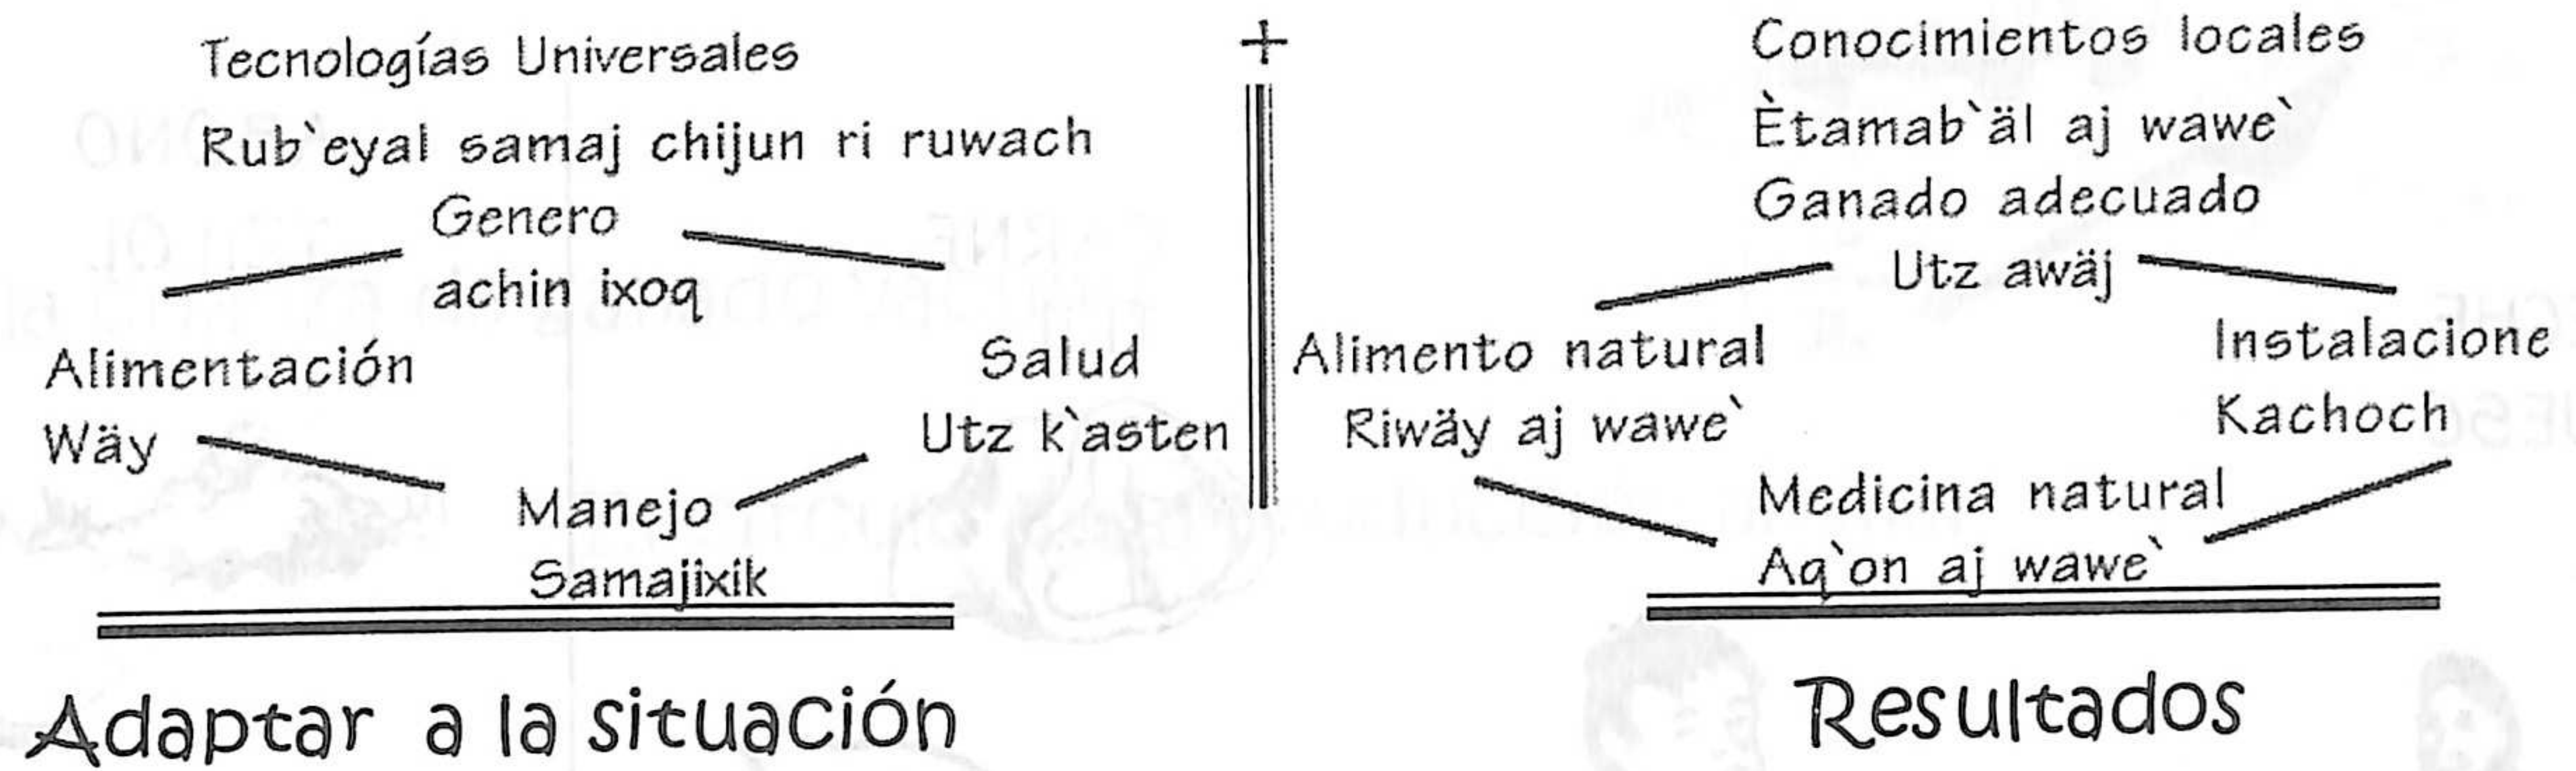 Tecnologías Universales
Rub`eyal samaj chijun ri ruwach
Genero
achin ixoq
Alimentación
Wäy
Salud
Utz k`asten
Manejo
Samajixik
Adaptar a la situación
+
Conocimientos locales
Ètamab`äl aj wawe`
Ganado adecuado
Utz awäj
Alimento natural
Riwäy aj wawe`
Instalacione
Kachoch
Medicina natural
Aq`on aj wawe`
Resultados